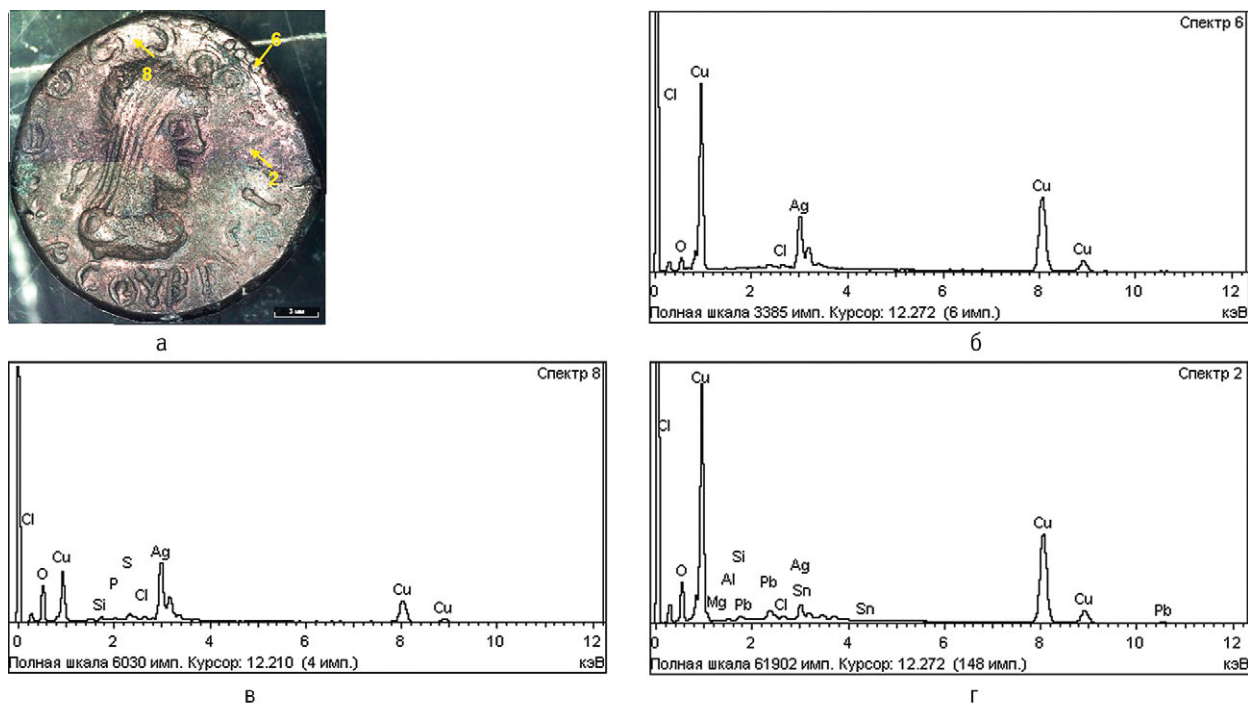 8
6
2
СΟΥΒΙ
3 мм
а
Спектр 6
Cl
Cu
O
Cl
Ag
Cu
Cu
0 2 4 6 8 10 12
Полная шкала 3385 имп. Курсор: 12.272 (6 имп.) кэВ
б
Спектр 8
Cl
O
Cu
Si
P
S
Cl
Ag
Cu
Cu
0 2 4 6 8 10 12
Полная шкала 6030 имп. Курсор: 12.210 (4 имп.) кэВ
в
Спектр 2
Cl
O
Cu
Mg
Al
Si
Pb
Pb
Cl
Ag
Sn
Sn
Cu
Cu
Pb
0 2 4 6 8 10 12
Полная шкала 61902 имп. Курсор: 12.272 (148 имп.) кэВ
г